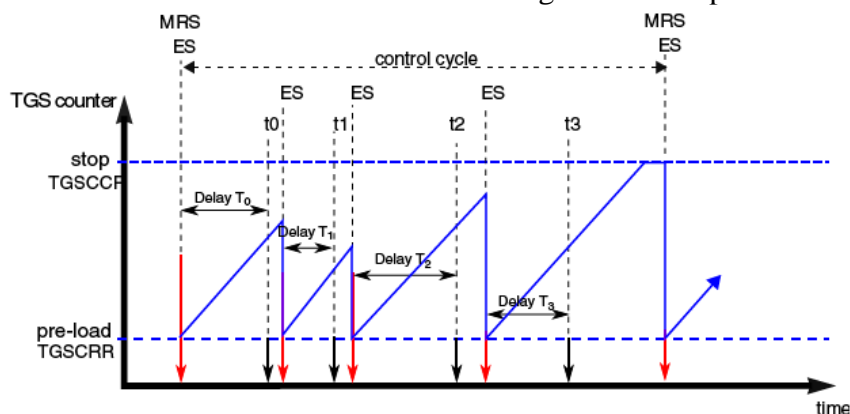 MRS
MRS
ES
control cycle
ES
TGS counter
ES
ES
ES
t0
t1
t2
t3
stop
TGSCCR
Delay T0
Delay T1
Delay T2
Delay T3
pre-load
TGSCRR
time